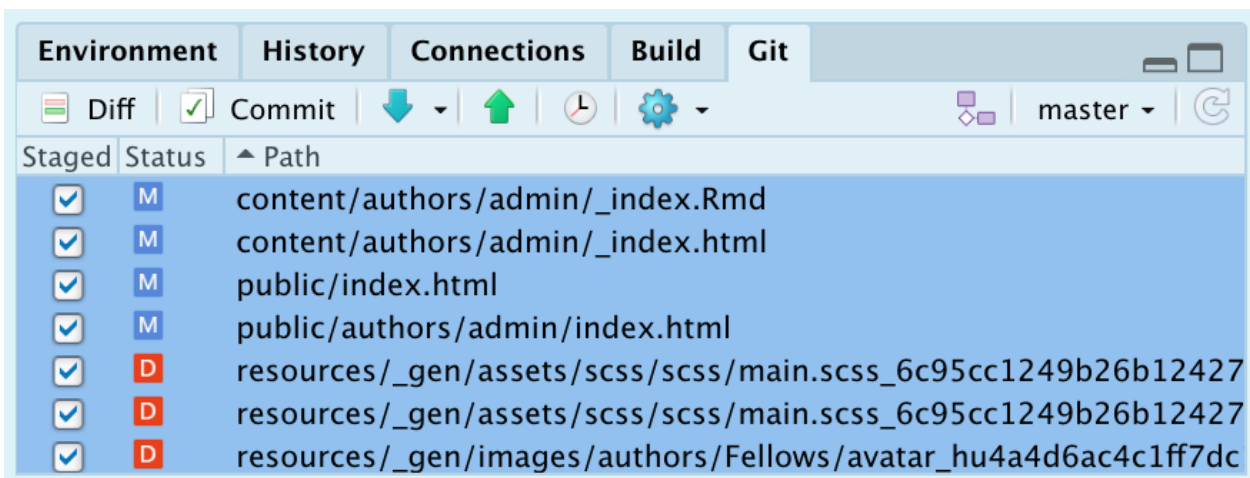 Environment History Connections Build Git
Diff Commit master
Staged Status Path
M content/authors/admin/_index.Rmd
M content/authors/admin/_index.html
M public/index.html
M public/authors/admin/index.html
D resources/_gen/assets/scss/scss/main.scss_6c95cc1249b26b12427
D resources/_gen/assets/scss/scss/main.scss_6c95cc1249b26b12427
D resources/_gen/images/authors/Fellows/avatar_hu4a4d6ac4c1ff7dc